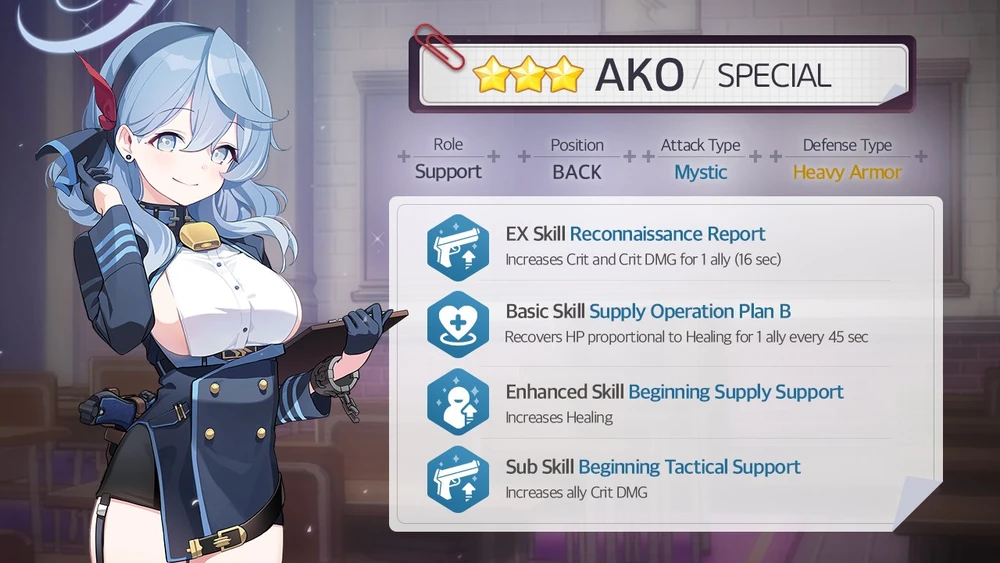 AKO / SPECIAL
Role
Support
Position
BACK
Attack Type
Mystic
Defense Type
Heavy Armor
EX Skill Reconnaissance Report
Increases Crit and Crit DMG for 1 ally (16 sec)
Basic Skill Supply Operation Plan B
Recovers HP proportional to Healing for 1 ally every 45 sec
Enhanced Skill Beginning Supply Support
Increases Healing
Sub Skill Beginning Tactical Support
Increases ally Crit DMG